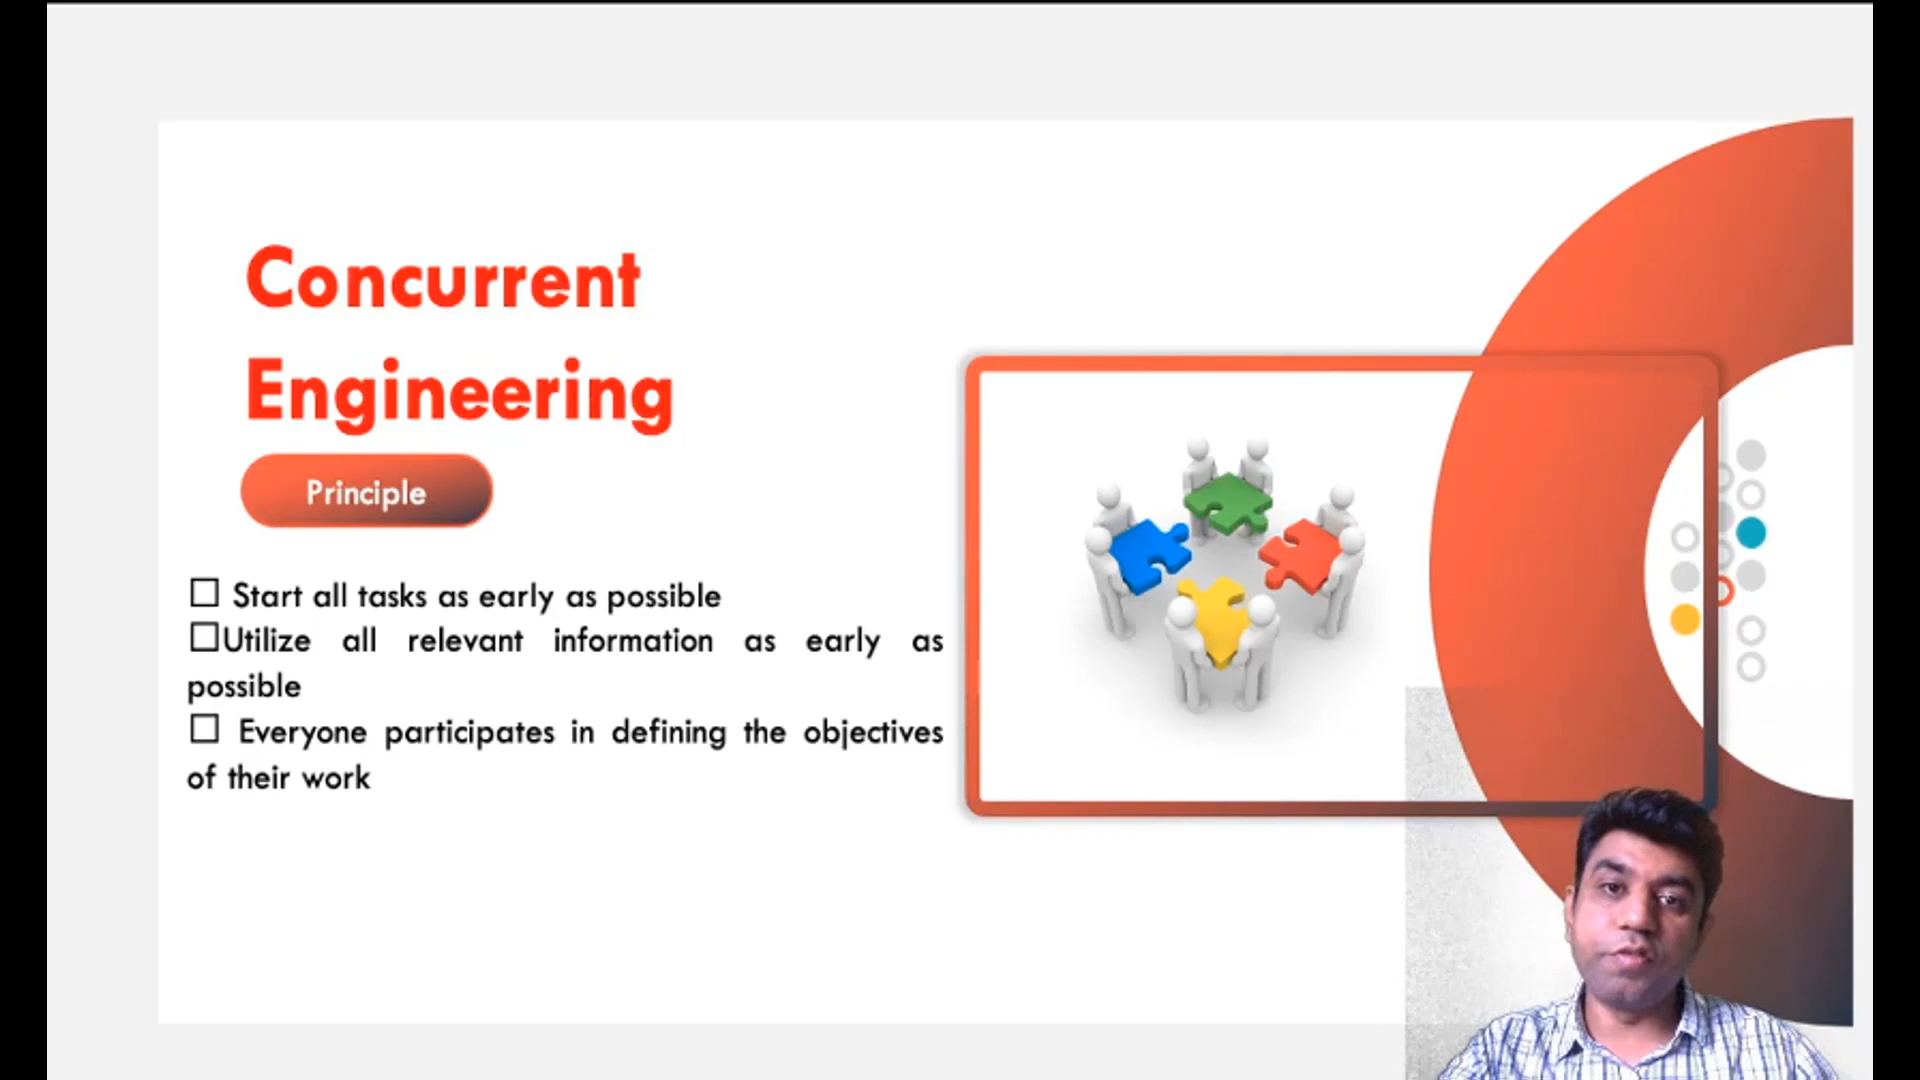 Concurrent
Engineering
Principle
☐ Start all tasks as early as possible
☐Utilize all relevant information as early as
possible
☐ Everyone participates in defining the objectives
of their work